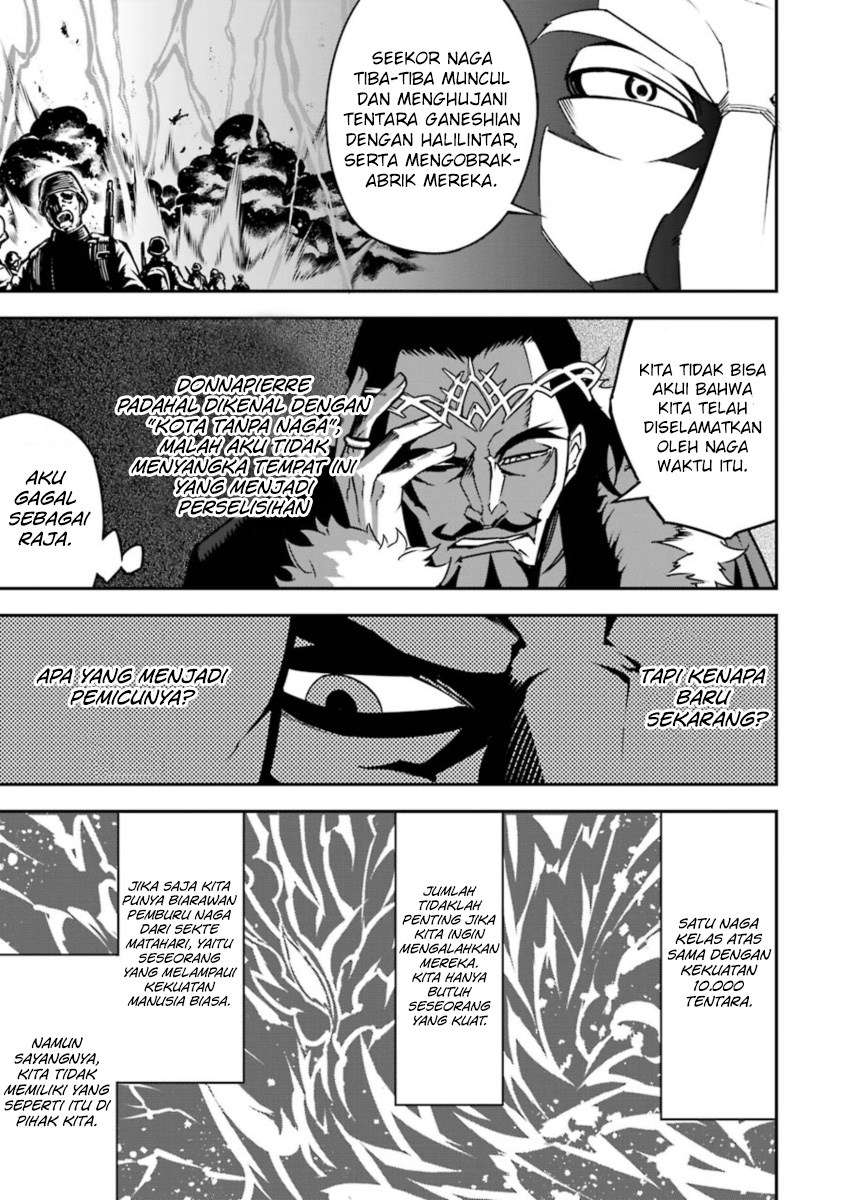 SEEKOR NAGA
TIBA-TIBA MUNCUL
DAN MENGHUJANI
TENTARA GANESHIAN
DENGAN HALILINTAR,
SERTA MENGOBRAK-
ABRIK MEREKA.
KITA TIDAK BISA
AKUI BAHWA
KITA TELAH
DISELAMATKAN
OLEH NAGA
WAKTU ITU.
DONNAPIERRE
PADAHAL DIKENAL DENGAN
"KOTA TANPA NAGA",
MALAH AKU TIDAK
MENYANGKA TEMPAT INI
YANG MENJADI
PERSELISIHAN
AKU
GAGAL
SEBAGAI
RAJA.
TAPI KENAPA
BARU
SEKARANG?
APA YANG MENJADI
PEMICUNYA?
SATU NAGA
KELAS ATAS
SAMA DENGAN
KEKUATAN
10.000
TENTARA.
JUMLAH
TIDAKLAH
PENTING JIKA
KITA INGIN
MENGALAHKAN
MEREKA.
KITA HANYA
BUTUH
SESEORANG
YANG KUAT.
JIKA SAJA KITA
PUNYA BIARAWAN
PEMBURU NAGA
DARI SEKTE
MATAHARI, YAITU
SESEORANG
YANG MELAMPAUI
KEKUATAN
MANUSIA BIASA.
NAMUN
SAYANGNYA,
KITA TIDAK
MEMILIKI YANG
SEPERTI ITU DI
PIHAK KITA.